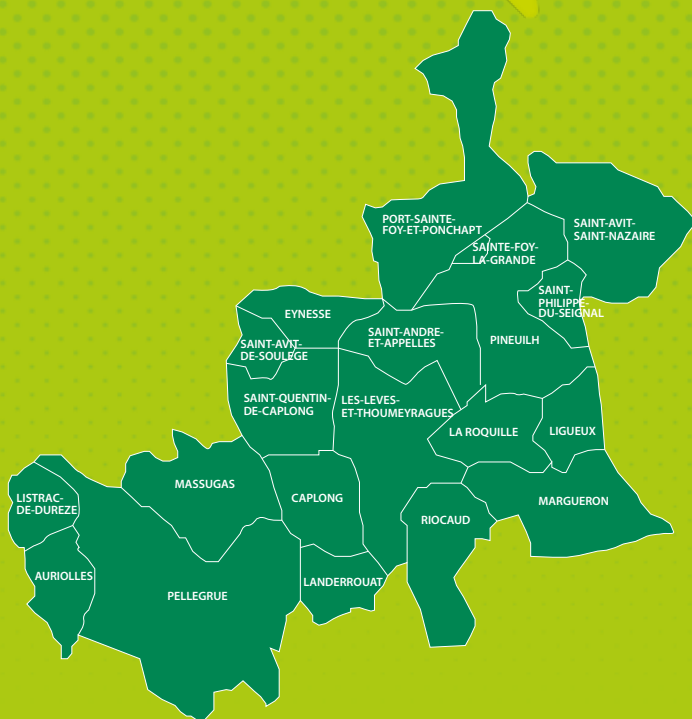 PORT-SAINTE-
FOY-ET-PONCHAPT
SAINT-AVIT-
SAINT-NAZAIRE
SAINTE-FOY-
LA-GRANDE
SAINT-
PHILIPPE-
DU-SEIGNAL
EYNESSE
SAINT-ANDRE-
ET-APPELLES
PINEUILH
SAINT-AVIT-
DE-SOULEGE
SAINT-QUENTIN-
DE-CAPLONG
LES-LEVES-
ET-THOUMEYRAGUES
LA ROQUILLE
LIGUEUX
MASSUGAS
CAPLONG
LISTRAC-
DE-DUREZE
RIOCAUD
MARGUERON
AURIOLLES
LANDERROUAT
PELLEGRUE